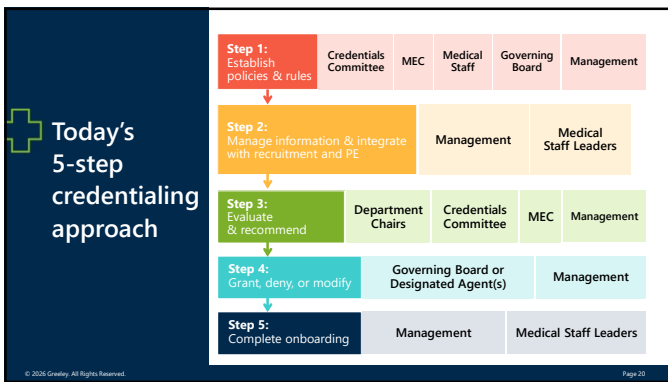 Today's
5-step
credentialing
approach
Step 1:
Establish
policies & rules
Credentials
Committee
MEC
Medical
Staff
Governing
Board
Management
Step 2:
Manage information & integrate
with recruitment and PE
Management
Medical
Staff Leaders
Step 3:
Evaluate
& recommend
Department
Chairs
Credentials
Committee
MEC
Management
Step 4:
Grant, deny, or modify
Governing Board or
Designated Agent(s)
Management
Step 5:
Complete onboarding
Management
Medical Staff Leaders
© 2026 Greeley. All Rights Reserved.
Page 20